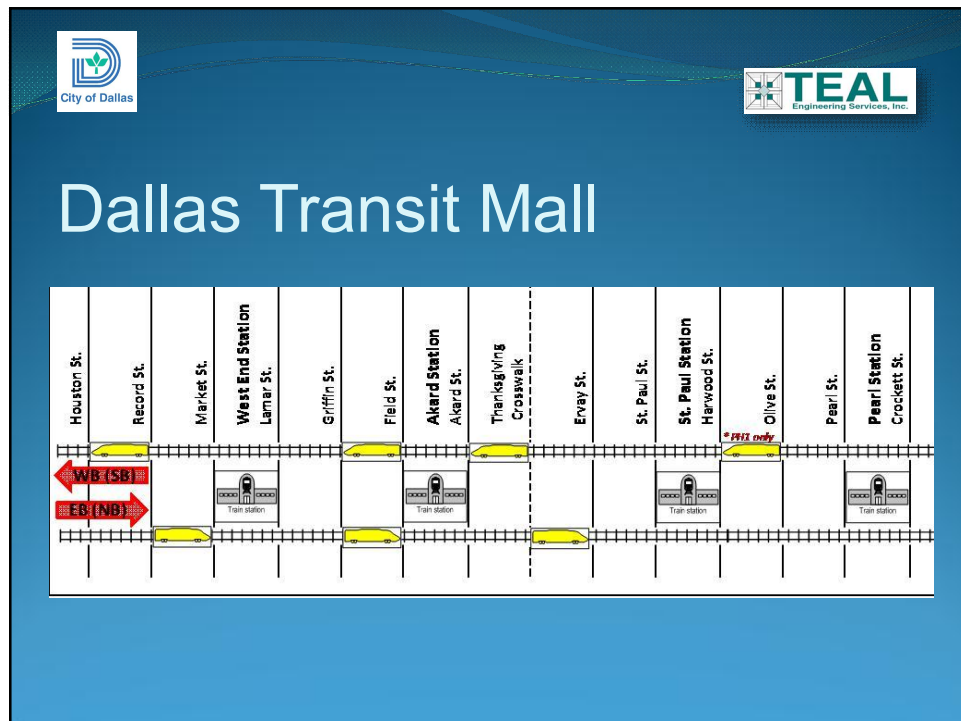 City of Dallas
TEAL
Engineering Services, Inc.
Dallas Transit Mall
Houston St.
Record St.
Market St.
West End Station
Lamar St.
Griffin St.
Field St.
Akard Station
Akard St.
Thanksgiving
Crosswalk
Ervay St.
St. Paul St.
St. Paul Station
Harwood St.
Olive St.
Pearl St.
Pearl Station
Crockett St.
* PH1 only
WB (SB)
EB (NB)
Train station
Train station
Train station
Train station